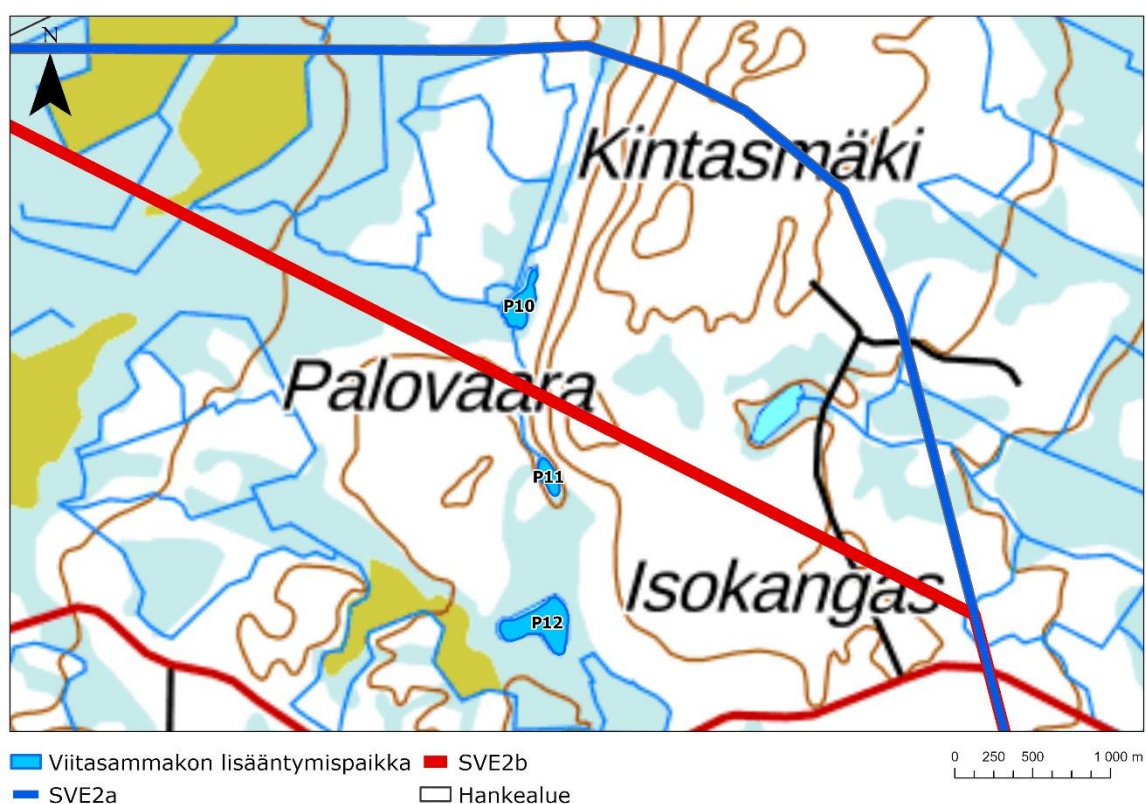 N
Kintasmäki
P10
Palovaara
P11
Isokangas
P12
Viitasammakon lisääntymispaikka
SVE2b
SVE2a
Hankealue
0 250 500 1 000 m